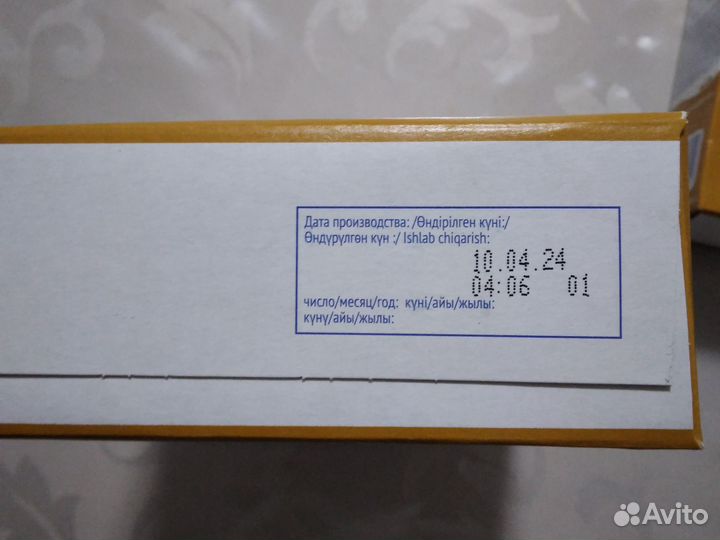 Дата производства: /Өндірілген күні:/
Өндүрүлгөн күн :/ Ishlab chiqarish:
10.04.24
04:06 01
число/месяц/год: күні/айы/жылы:
күнү/айы/жылы:
Avito